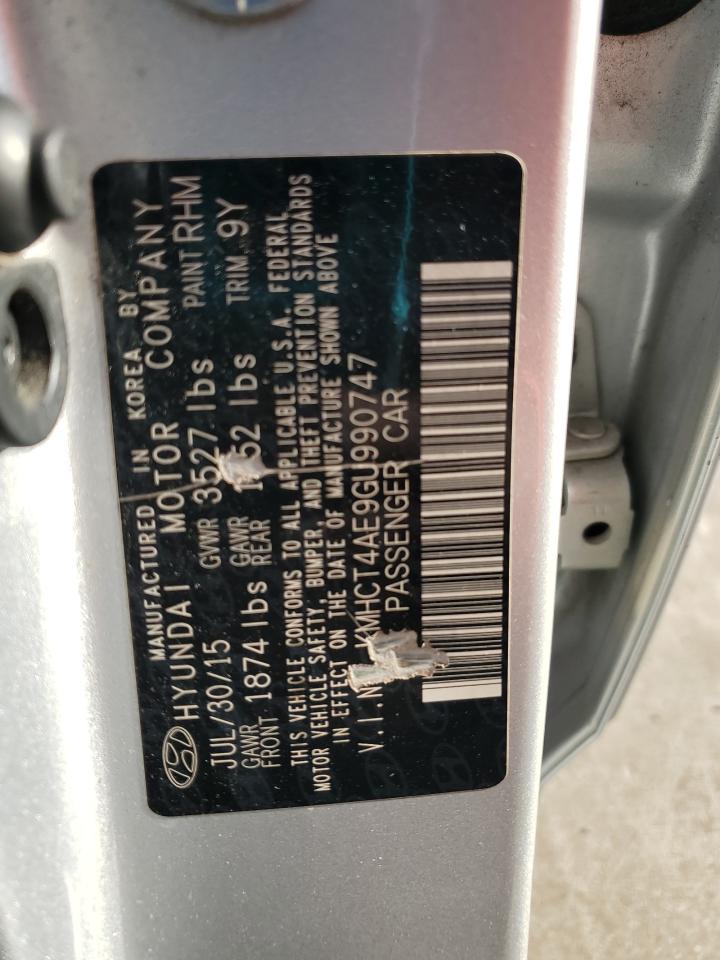 MANUFACTURED IN KOREA BY
HYUNDAI MOTOR COMPANY
JUL/30/15 GVWR 3527 lbs PAINT RHM
GAWR FRONT 1874 lbs GAWR REAR lbs TRIM 9Y
THIS VEHICLE CONFORMS TO ALL APPLICABLE U.S.A. FEDERAL
MOTOR VEHICLE SAFETY, BUMPER, AND THEFT PREVENTION STANDARDS
IN EFFECT ON THE DATE OF MANUFACTURE SHOWN ABOVE
V.I.N KMHCT4AE9GU990747
PASSENGER CAR